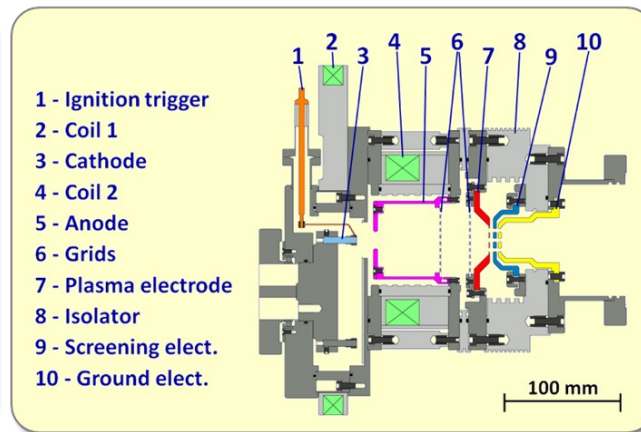 1 2 3 4 5 6 7 8 9 10
1 - Ignition trigger
2 - Coil 1
3 - Cathode
4 - Coil 2
5 - Anode
6 - Grids
7 - Plasma electrode
8 - Isolator
9 - Screening elect.
10 - Ground elect.
100 mm